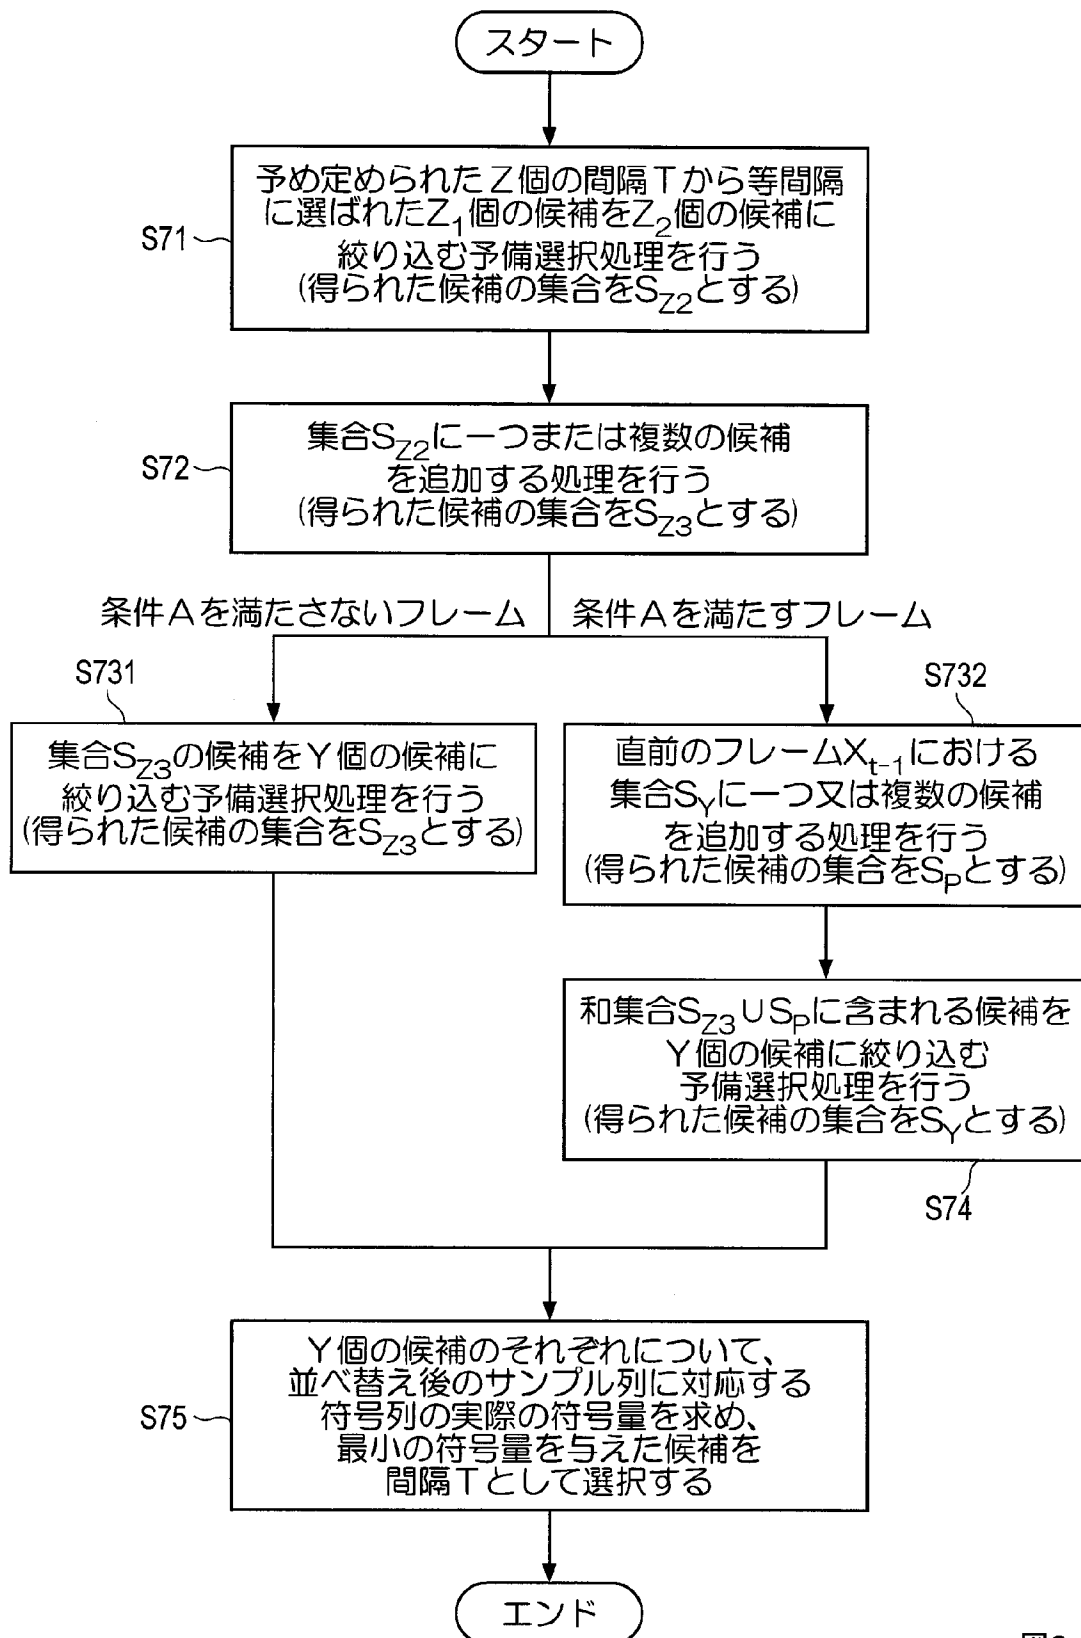 スタート
予め定められたZ個の間隔Tから等間隔
に選ばれたZ1個の候補をZ2個の候補に
絞り込む予備選択処理を行う
(得られた候補の集合をSZ2とする)
S71
集合SZ2に一つまたは複数の候補
を追加する処理を行う
(得られた候補の集合をSZ3とする)
S72
条件Aを満たさないフレーム
条件Aを満たすフレーム
S731
集合SZ3の候補をY個の候補に
絞り込む予備選択処理を行う
(得られた候補の集合をSZ3とする)
S732
直前のフレームXt-1における
集合SYに一つ又は複数の候補
を追加する処理を行う
(得られた候補の集合をSPとする)
和集合SZ3∪SPに含まれる候補を
Y個の候補に絞り込む
予備選択処理を行う
(得られた候補の集合をSYとする)
S74
Y個の候補のそれぞれについて、
並べ替え後のサンプル列に対応する
符号列の実際の符号量を求め、
最小の符号量を与えた候補を
間隔Tとして選択する
S75
エンド